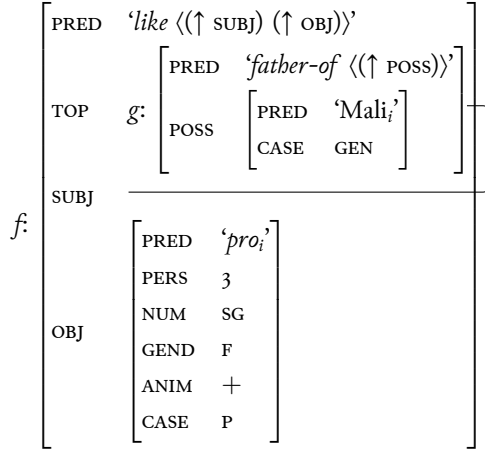 PRED ‘like ⟨(↑ SUBJ) (↑ OBJ)⟩’
PRED ‘father-of ⟨(↑ POSS)⟩’
TOP g: POSS PRED ‘Maliᵢ’
CASE GEN
SUBJ
f:
PRED ‘proᵢ’
PERS 3
NUM SG
GEND F
OBJ
ANIM +
CASE P